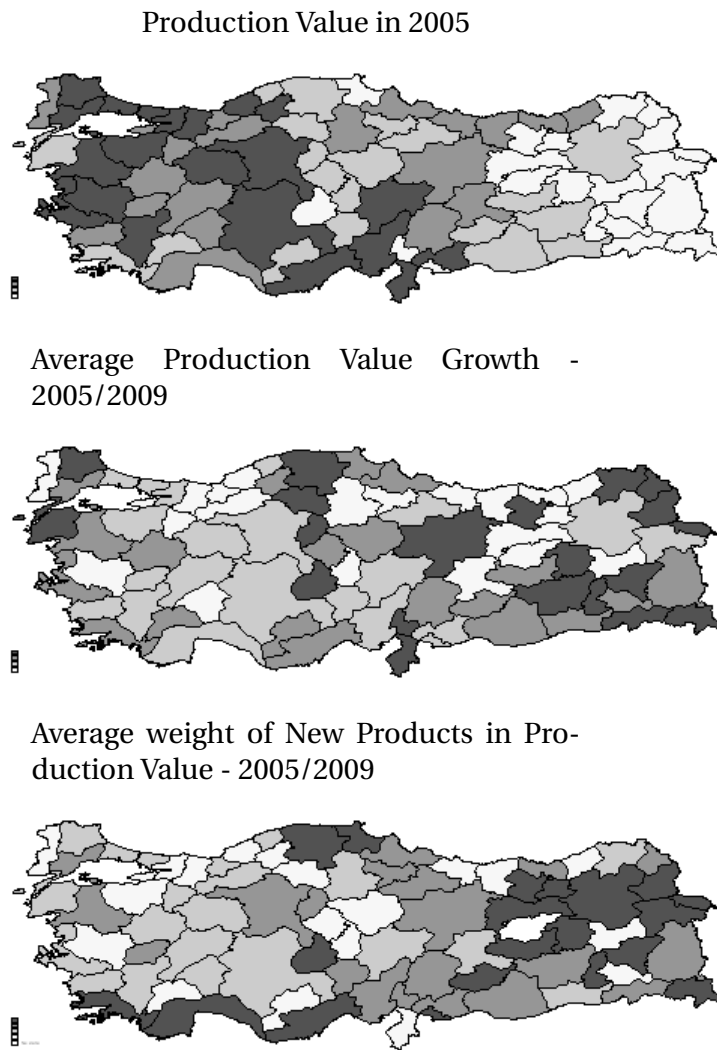 Production Value in 2005
Average Production Value Growth -
2005/2009
Average weight of New Products in Pro-
duction Value - 2005/2009